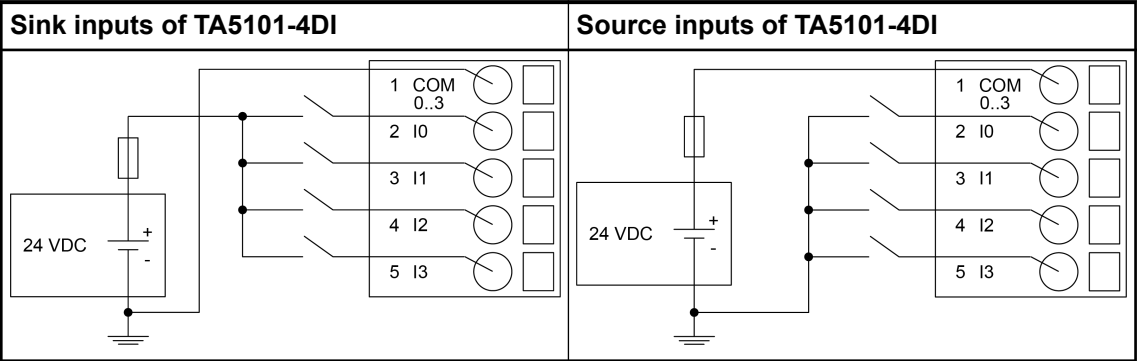 Sink inputs of TA5101-4DI
Source inputs of TA5101-4DI
1 COM
0..3
2 I0
3 I1
4 I2
5 I3
24 VDC
+
-
1 COM
0..3
2 I0
3 I1
4 I2
5 I3
24 VDC
+
-